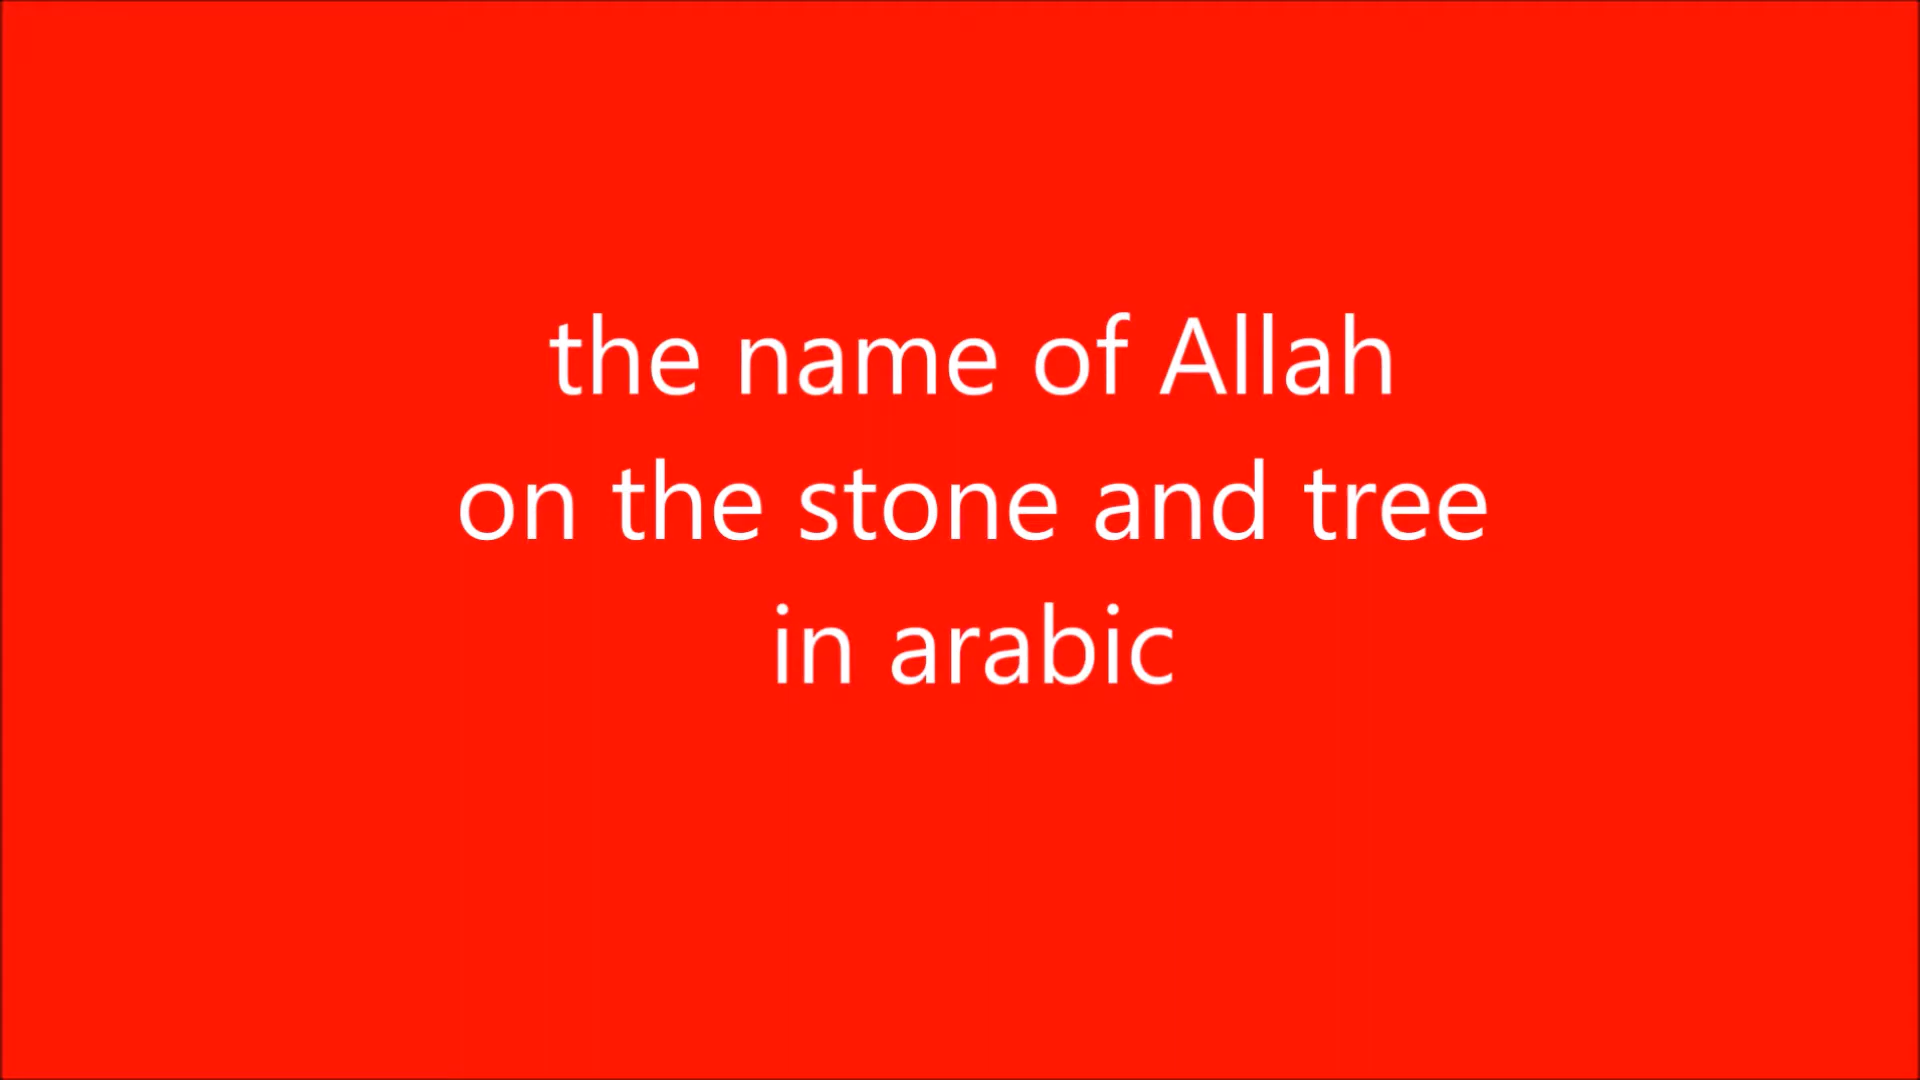 the name of Allah
on the stone and tree
in arabic